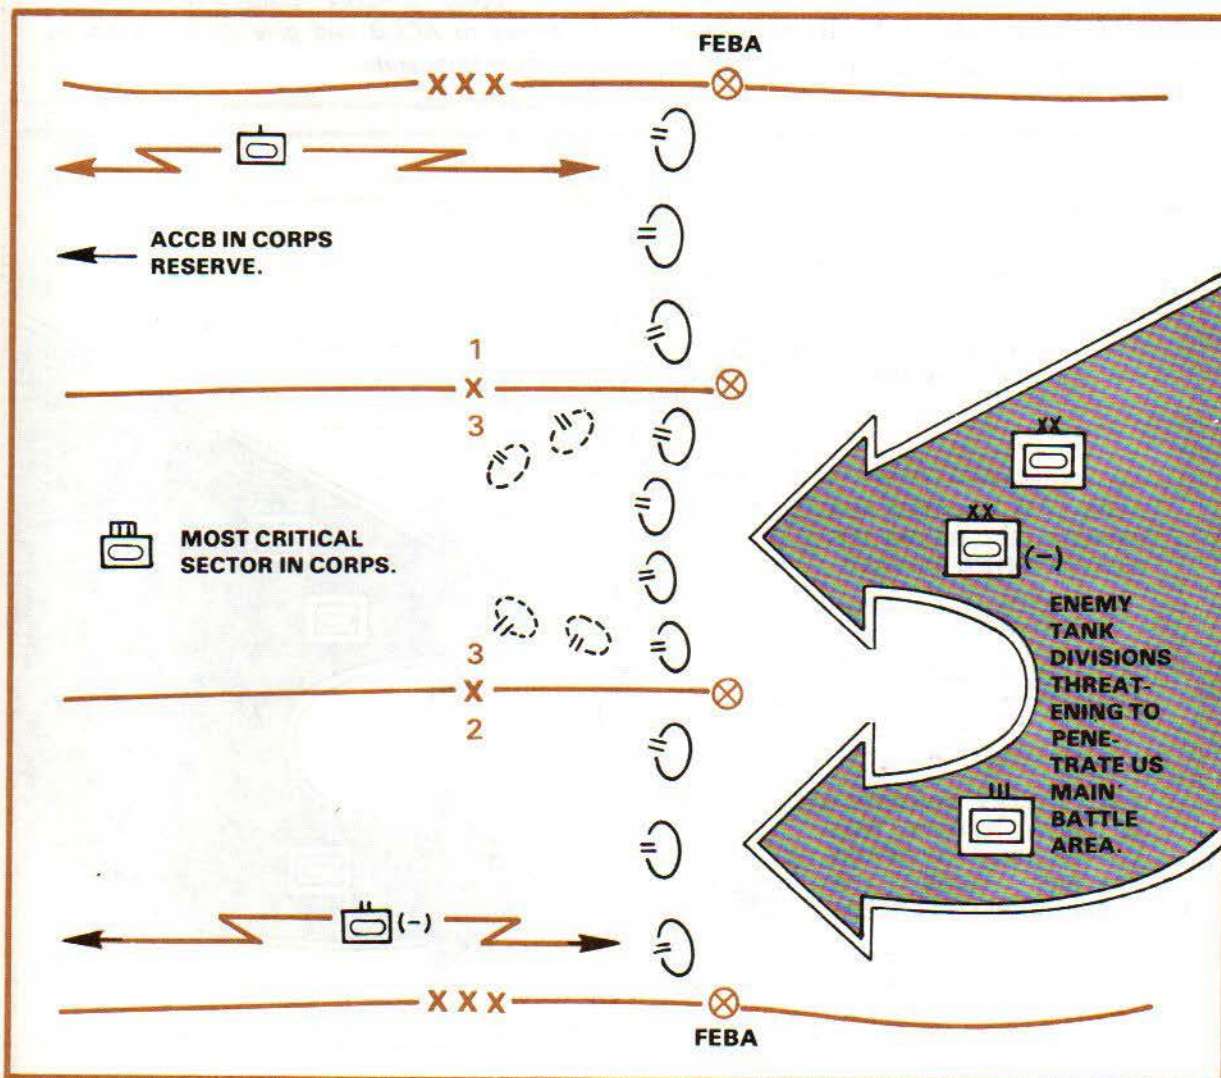 FEBA
XXX
ACCB IN CORPS
RESERVE.
1
X
3
XX
XX
(-)
MOST CRITICAL
SECTOR IN CORPS.
ENEMY
TANK
DIVISIONS
THREAT-
ENING TO
PENE-
TRATE US
MAIN
BATTLE
AREA.
3
X
2
III
(-)
XXX
FEBA